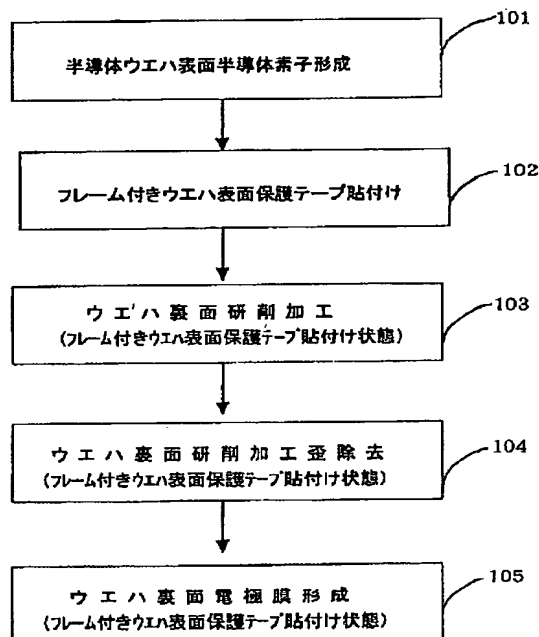 101
半導体ウエハ表面半導体素子形成
102
フレーム付きウエハ表面保護テープ貼付け
103
ウエハ裏面研削加工
(フレーム付きウエハ表面保護テープ貼付け状態)
104
ウエハ裏面研削加工歪除去
(フレーム付きウエハ表面保護テープ貼付け状態)
105
ウエハ裏面電極膜形成
(フレーム付きウエハ表面保護テープ貼付け状態)